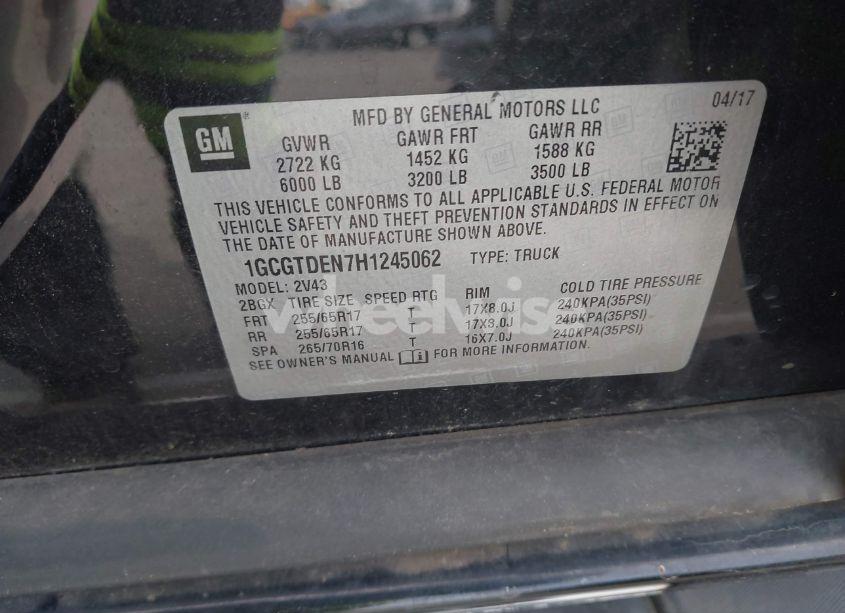 GM
MFD BY GENERAL MOTORS LLC
04/17
GVWR GAWR FRT GAWR RR
2722 KG 1452 KG 1588 KG
6000 LB 3200 LB 3500 LB
THIS VEHICLE CONFORMS TO ALL APPLICABLE U.S. FEDERAL MOTOR
VEHICLE SAFETY AND THEFT PREVENTION STANDARDS IN EFFECT ON
THE DATE OF MANUFACTURE SHOWN ABOVE.
1GCGTDEN7H1245062 TYPE: TRUCK
MODEL: 2V43
2BGX TIRE SIZE SPEED RTG RIM COLD TIRE PRESSURE
FRT 255/65R17 T 17X8.0J 240KPA(35PSI)
RR 255/65R17 T 17X8.0J 240KPA(35PSI)
SPA 265/70R16 T 16X7.0J 240KPA(35PSI)
SEE OWNER'S MANUAL FOR MORE INFORMATION.